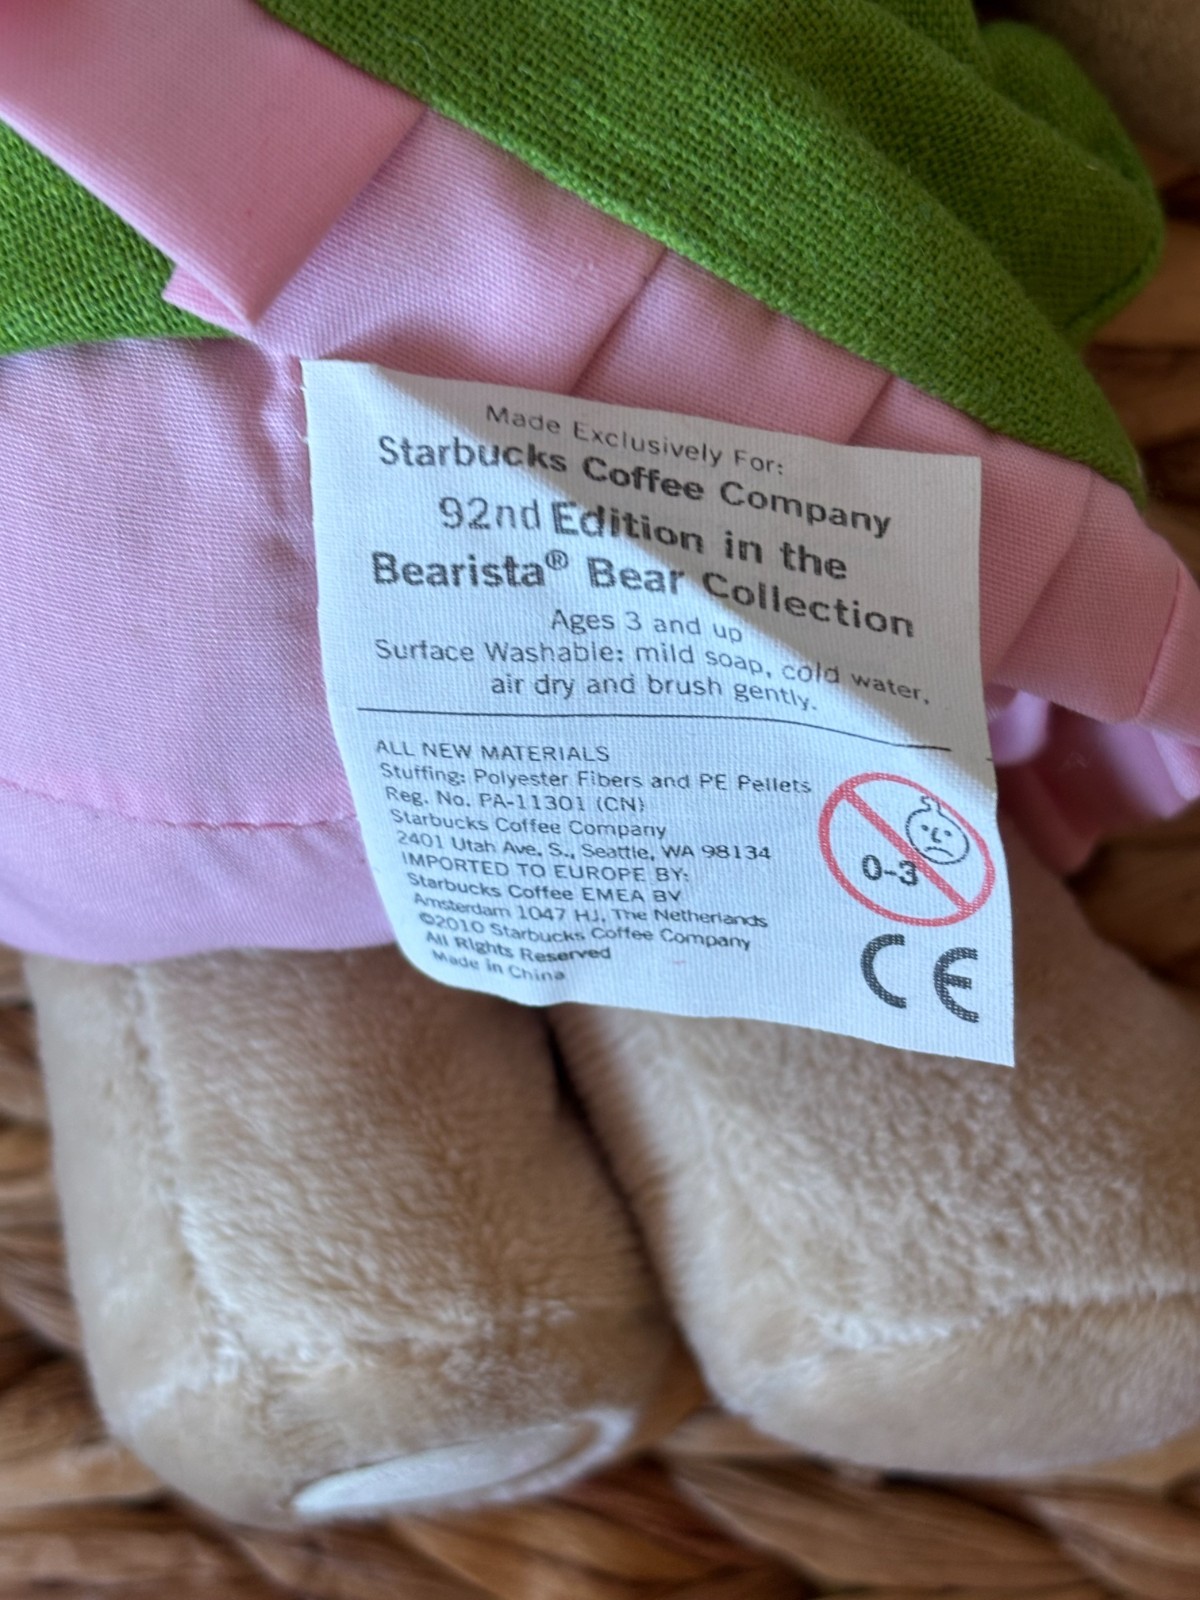 Made Exclusively For:
Starbucks Coffee Company
92nd Edition in the
Bearista® Bear Collection
Ages 3 and up
Surface Washable: mild soap, cold water,
air dry and brush gently.
ALL NEW MATERIALS
Stuffing: Polyester Fibers and PE Pellets
Reg. No. PA-11301 (CN)
Starbucks Coffee Company
2401 Utah Ave. S., Seattle, WA 98134
IMPORTED TO EUROPE BY:
Starbucks Coffee EMEA BV
Amsterdam 1047 HJ, The Netherlands
©2010 Starbucks Coffee Company
All Rights Reserved
Made in China
0-3
CE